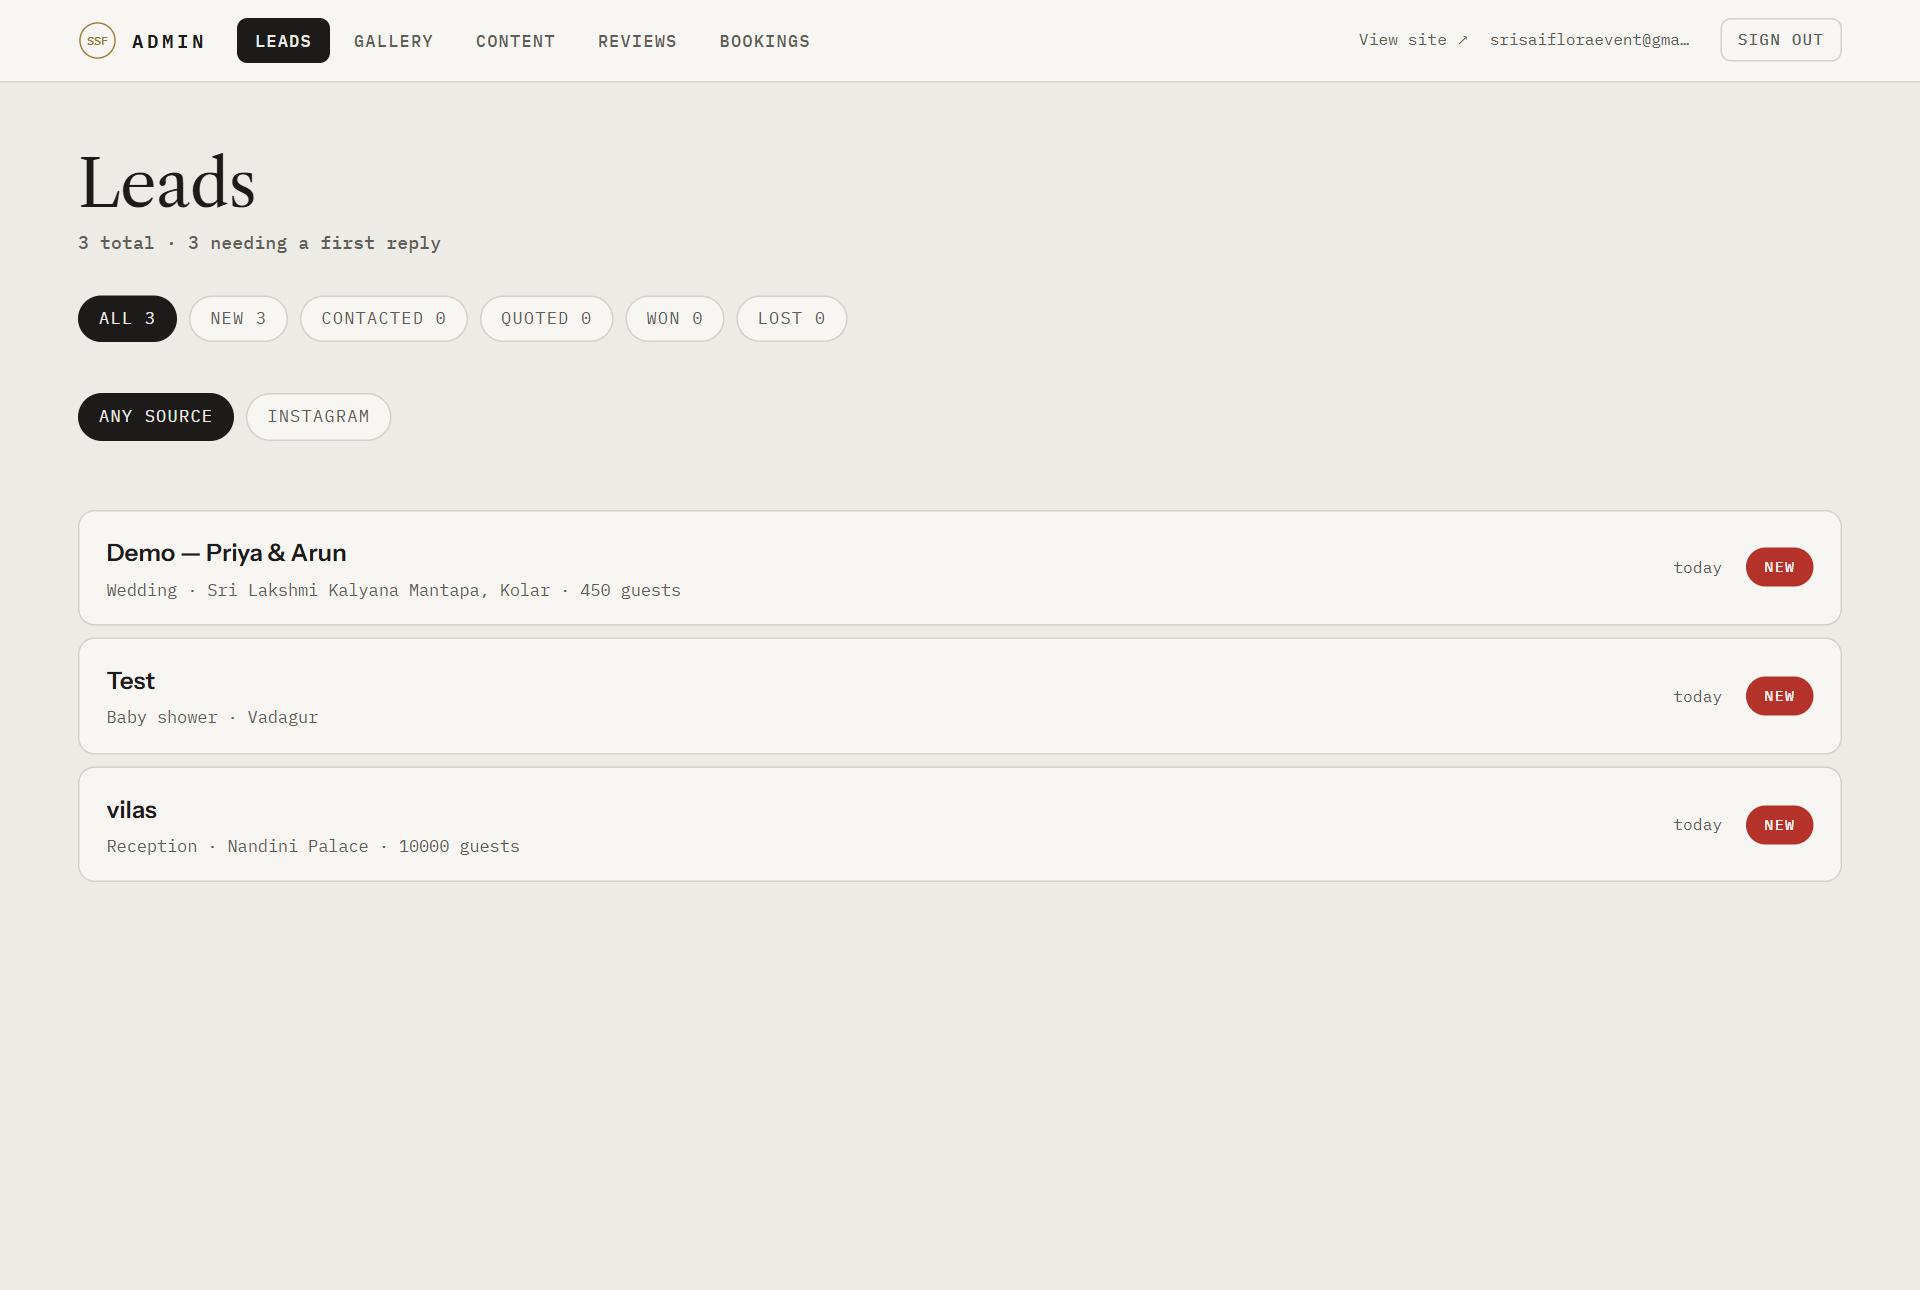 SSF ADMIN LEADS GALLERY CONTENT REVIEWS BOOKINGS View site ↗ srisaifloraevent@gma… SIGN OUT
Leads
3 total · 3 needing a first reply
ALL 3 NEW 3 CONTACTED 0 QUOTED 0 WON 0 LOST 0
ANY SOURCE INSTAGRAM
Demo — Priya & Arun
Wedding · Sri Lakshmi Kalyana Mantapa, Kolar · 450 guests
today NEW
Test
Baby shower · Vadagur
today NEW
vilas
Reception · Nandini Palace · 10000 guests
today NEW